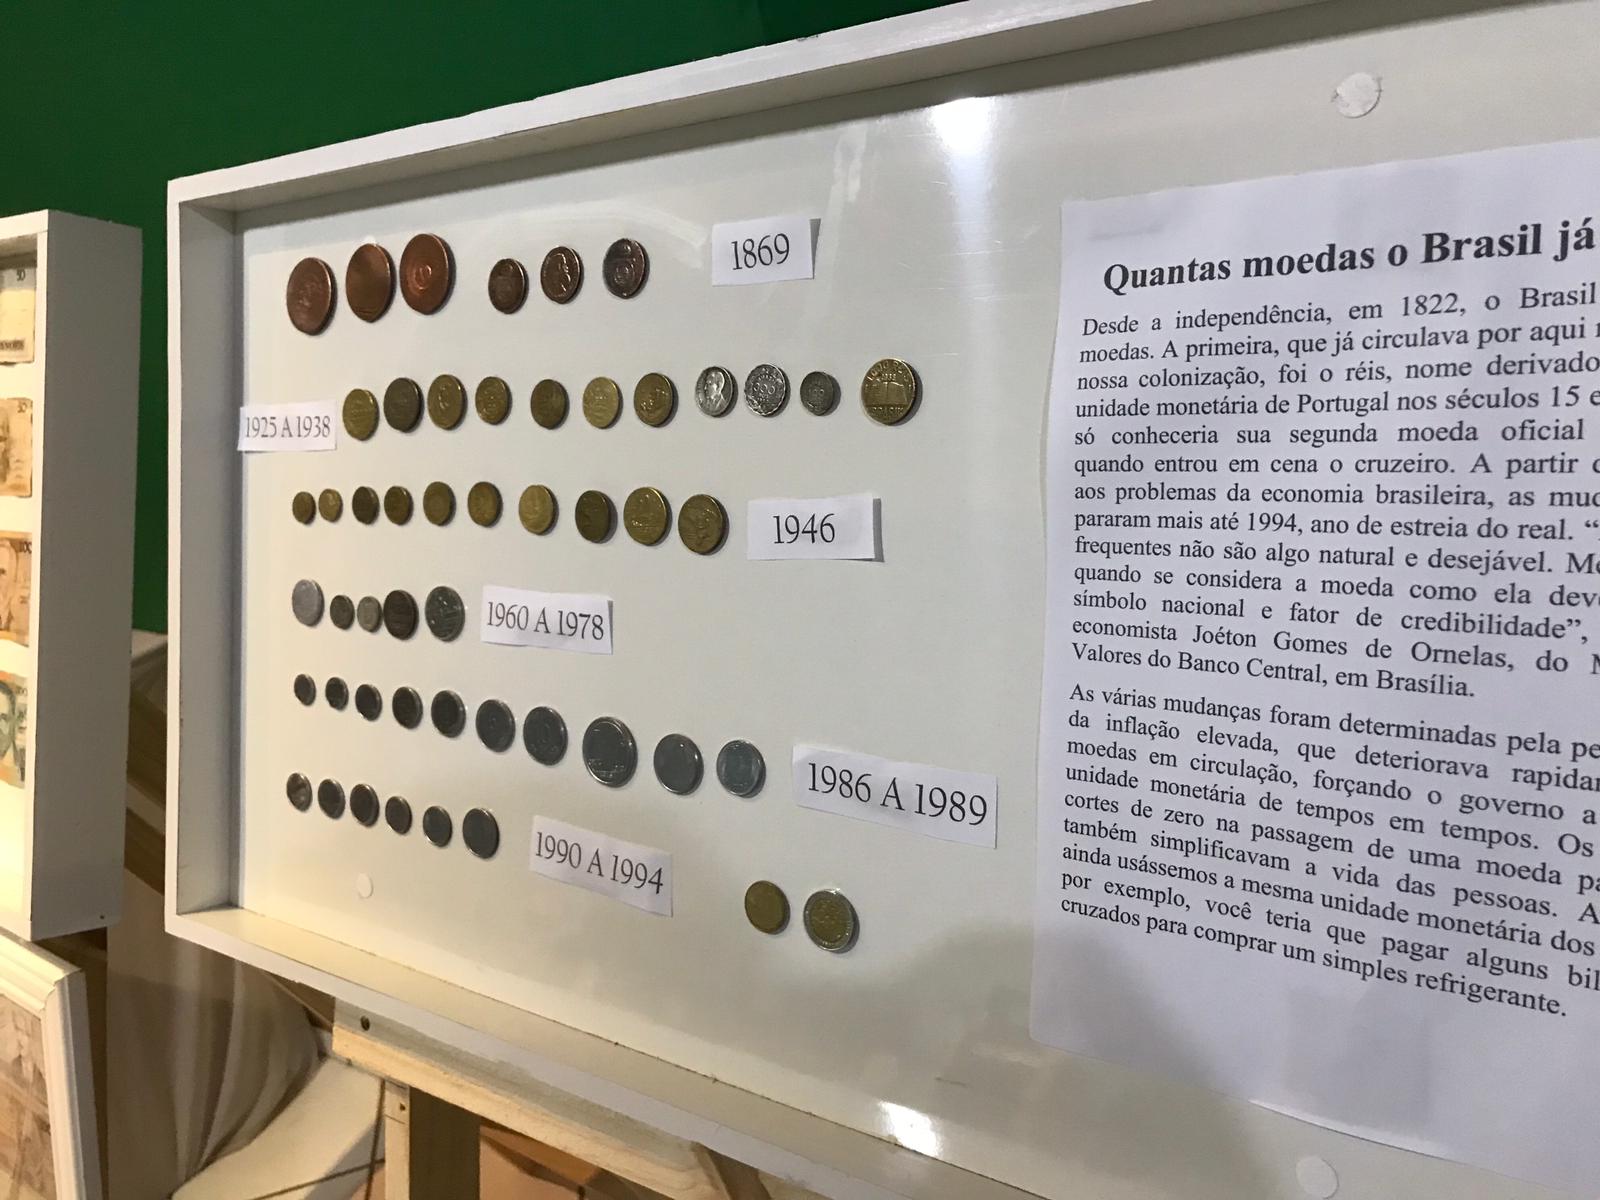 1869
1925 A 1938
1946
1960 A 1978
1986 A 1989
1990 A 1994
Quantas moedas o Brasil já
Desde a independência, em 1822, o Brasil
moedas. A primeira, que já circulava por aqui
nossa colonização, foi o réis, nome derivado
unidade monetária de Portugal nos séculos 15 e
só conheceria sua segunda moeda oficial
quando entrou em cena o cruzeiro. A partir
aos problemas da economia brasileira, as
pararam mais até 1994, ano de estreia do real. “
frequentes não são algo natural e desejável.
quando se considera a moeda como ela
símbolo nacional e fator de credibilidade”,
economista Joéton Gomes de Ornelas, do
Valores do Banco Central, em Brasília.
As várias mudanças foram determinadas pela
da inflação elevada, que deteriorava
moedas em circulação, forçando o governo a
unidade monetária de tempos em tempos. Os
cortes de zero na passagem de uma moeda
também simplificavam a vida das pessoas.
ainda usássemos a mesma unidade monetária dos
por exemplo, você teria que pagar alguns
cruzados para comprar um simples refrigerante.